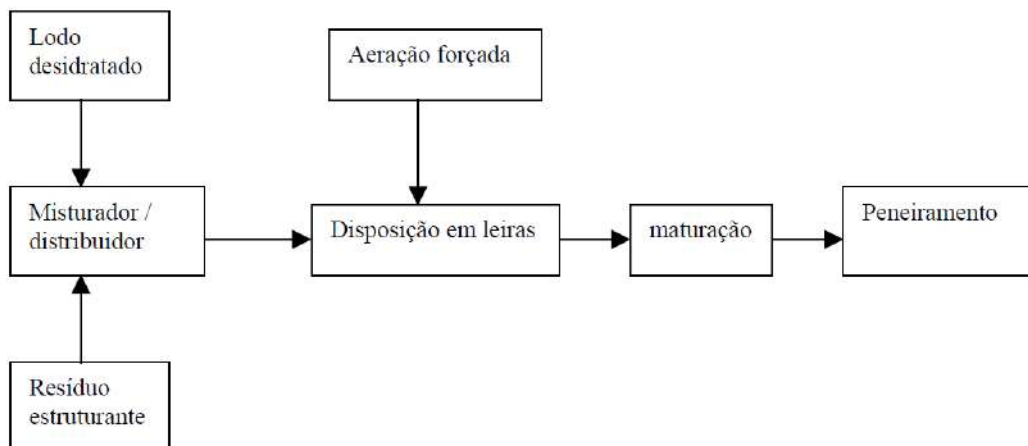 Lodo
desidratado
Aeração forçada
Misturador /
distribuidor
Disposição em leiras
maturação
Peneiramento
Resíduo
estruturante